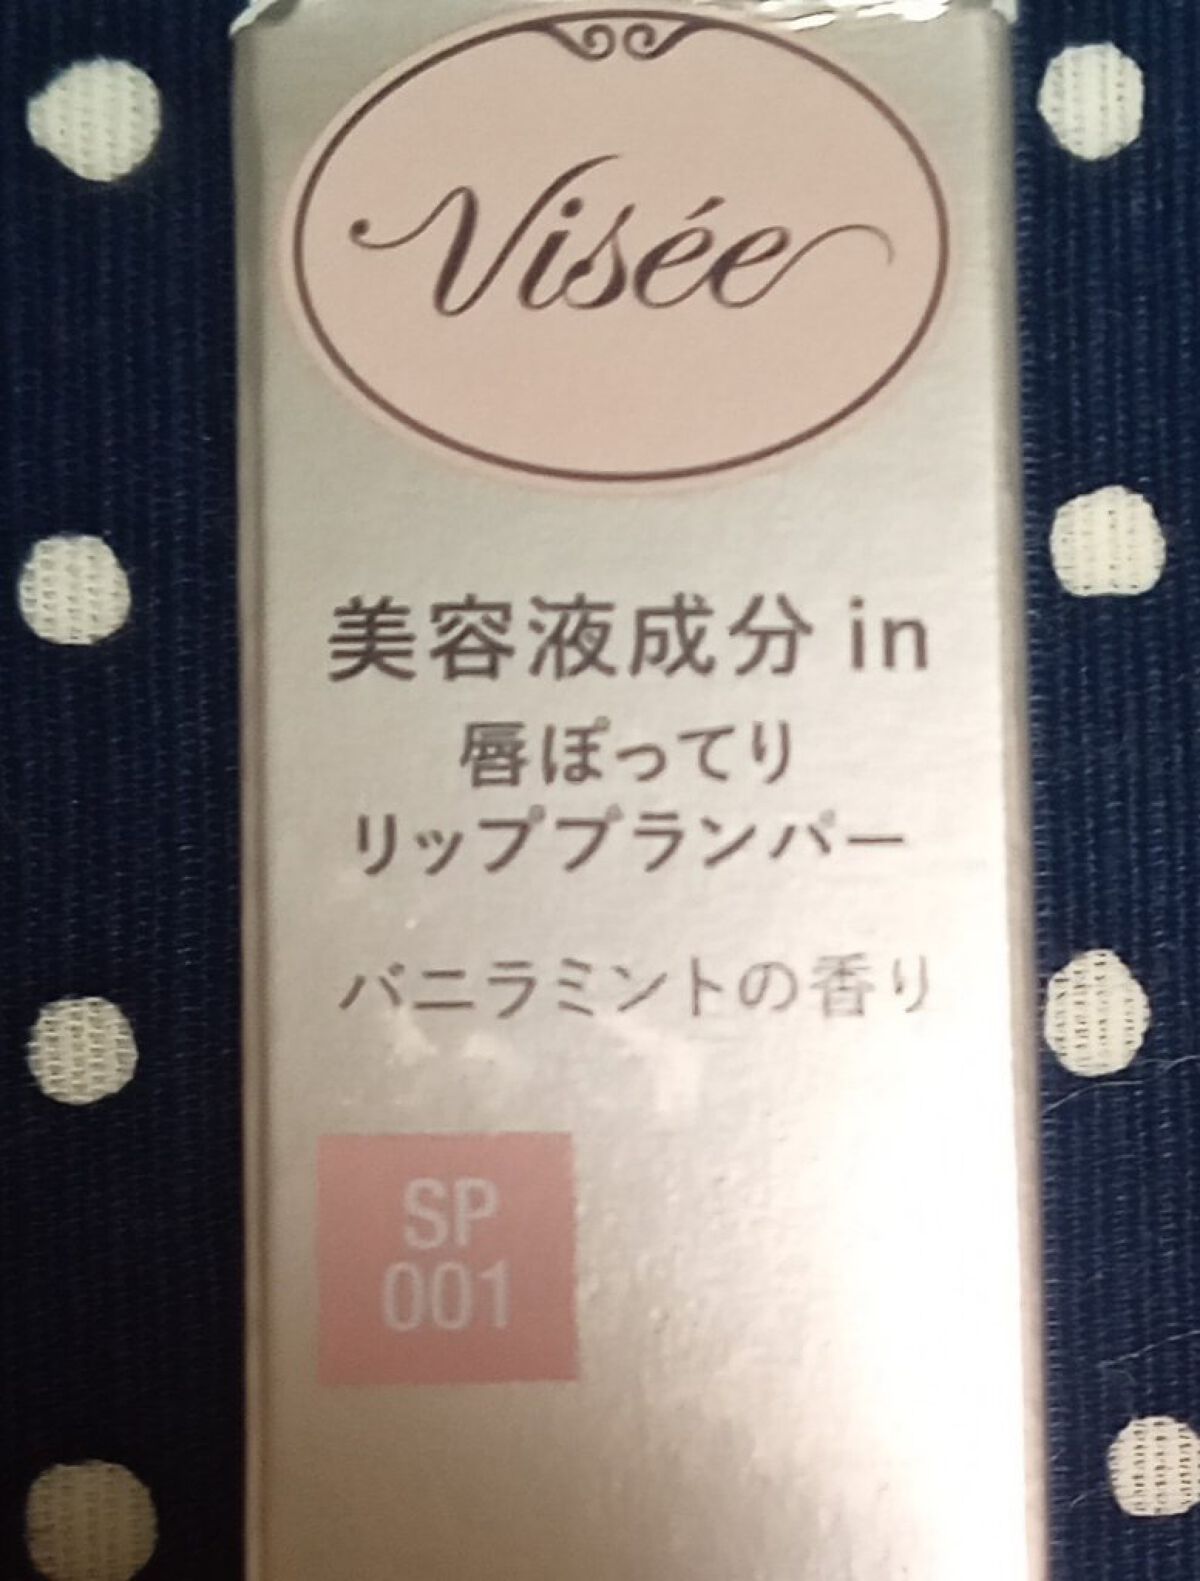 Visée
美容液成分 in
唇ぽってり
リッププランパー
バニラミントの香り
SP
001